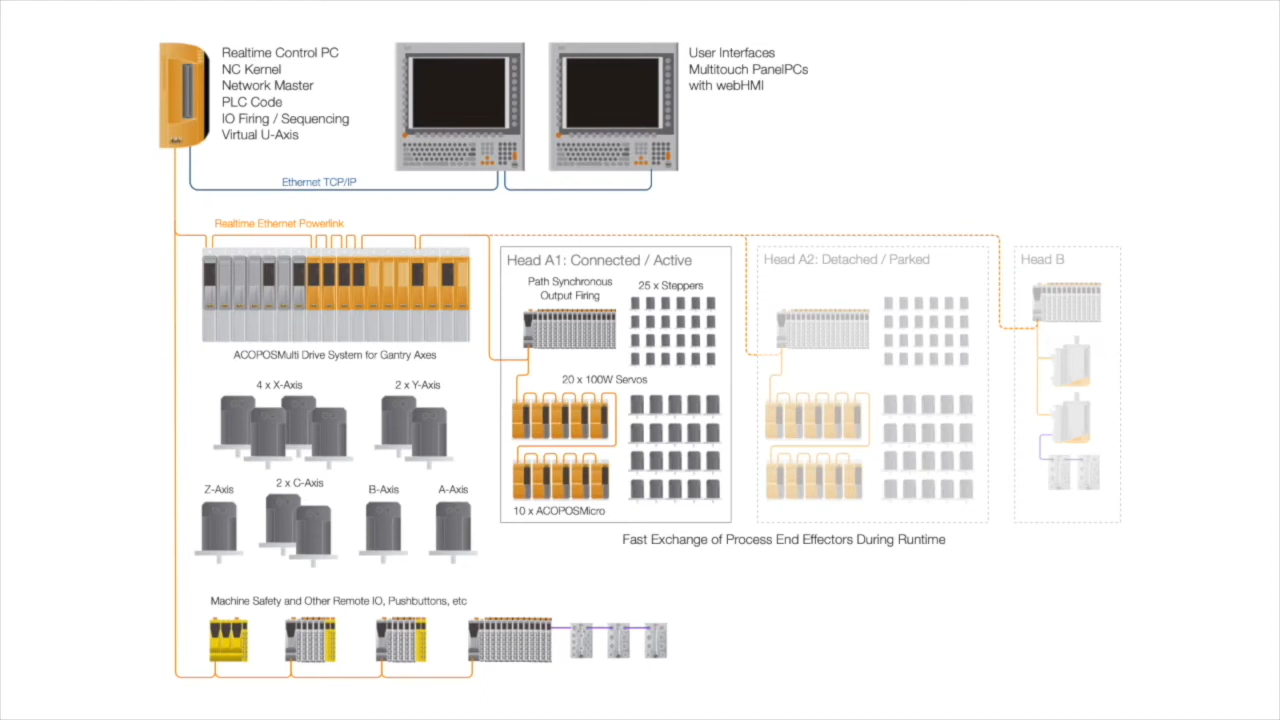 Realtime Control PC
NC Kernel
Network Master
PLC Code
IO Firing / Sequencing
Virtual U-Axis
User Interfaces
Multitouch PanelPCs
with webHMI
Ethernet TCP/IP
Realtime Ethernet Powerlink
ACOPOSMulti Drive System for Gantry Axes
4 x X-Axis
2 x Y-Axis
Z-Axis
2 x C-Axis
B-Axis
A-Axis
Head A1: Connected / Active
Path Synchronous
Output Firing
25 x Steppers
20 x 100W Servos
10 x ACOPOSMicro
Head A2: Detached / Parked
Head B
Fast Exchange of Process End Effectors During Runtime
Machine Safety and Other Remote IO, Pushbuttons, etc